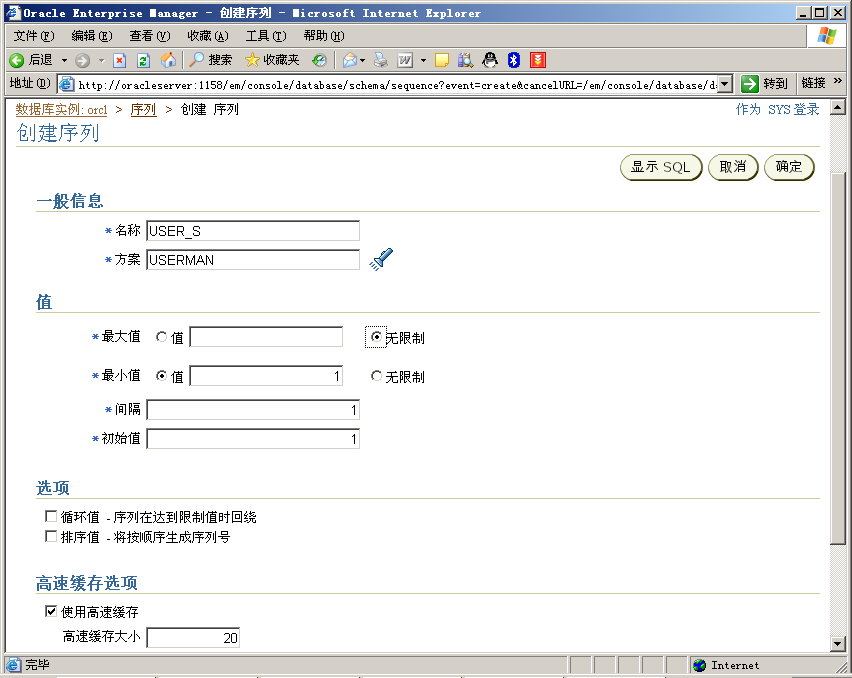 Oracle Enterprise Manager - 创建序列 - Microsoft Internet Explorer
文件(F) 编辑(E) 查看(V) 收藏(A) 工具(T) 帮助(H)
后退 搜索 收藏夹
地址(D) http://oracleserver:1158/em/console/database/schema/sequence?event=create&cancelURL=/em/console/database/d 转到 链接 »
数据库实例: orcl > 序列 > 创建 序列 作为 SYS 登录
创建序列
显示 SQL 取消 确定
一般信息
* 名称 USER_S
* 方案 USERMAN
值
* 最大值 值 无限制
* 最小值 值 1 无限制
* 间隔 1
* 初始值 1
选项
循环值 - 序列在达到限制值时回绕
排序值 - 将按顺序生成序列号
高速缓存选项
使用高速缓存
高速缓存大小 20
完毕 Internet